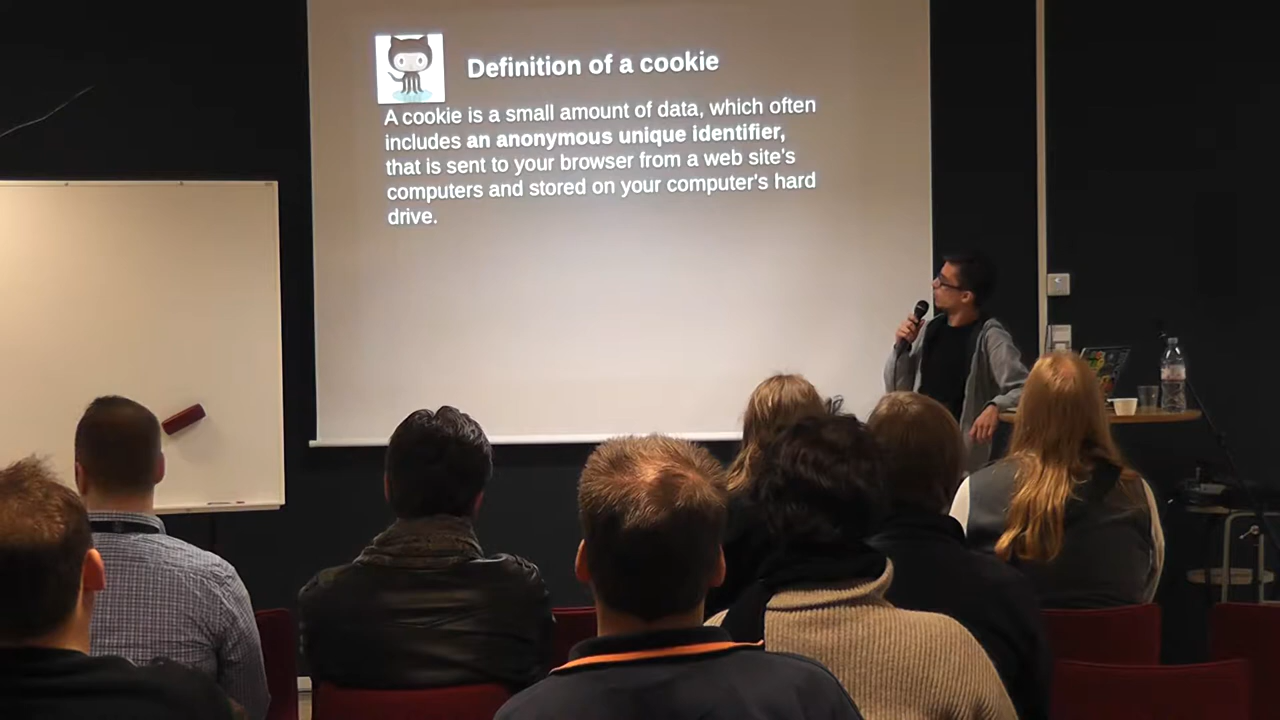 Definition of a cookie
A cookie is a small amount of data, which often
includes an anonymous unique identifier,
that is sent to your browser from a web site's
computers and stored on your computer's hard
drive.